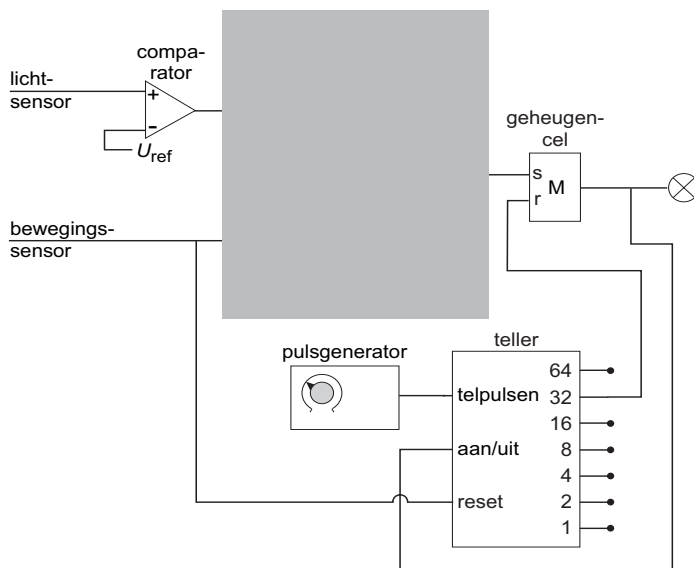 compa-
rator
licht-
sensor
+
-
U ref
geheugen-
cel
s
M
r
bewegings-
sensor
teller
pulsgenerator
64
telpulsen
32
16
aan/uit
8
4
reset
2
1